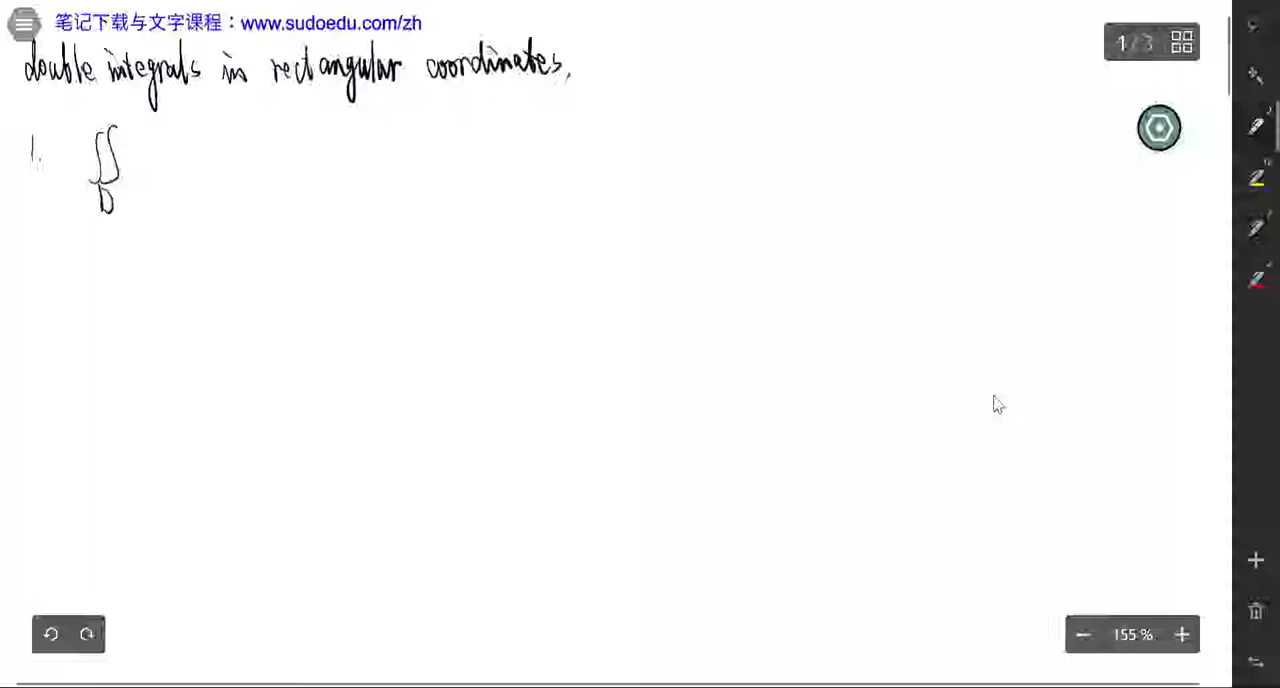 笔记下载与文字课程：www.sudoedu.com/zh
1 / 3
double integrals in rectangular coordinates.
1. ∬
D
155 %